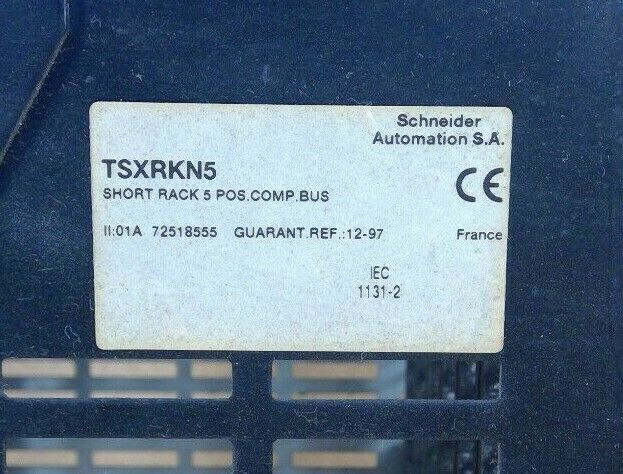 Schneider
Automation S.A.
TSXRKN5
SHORT RACK 5 POS.COMP.BUS
CE
II:01A 72518555 GUARANT.REF.:12-97 France
IEC
1131-2